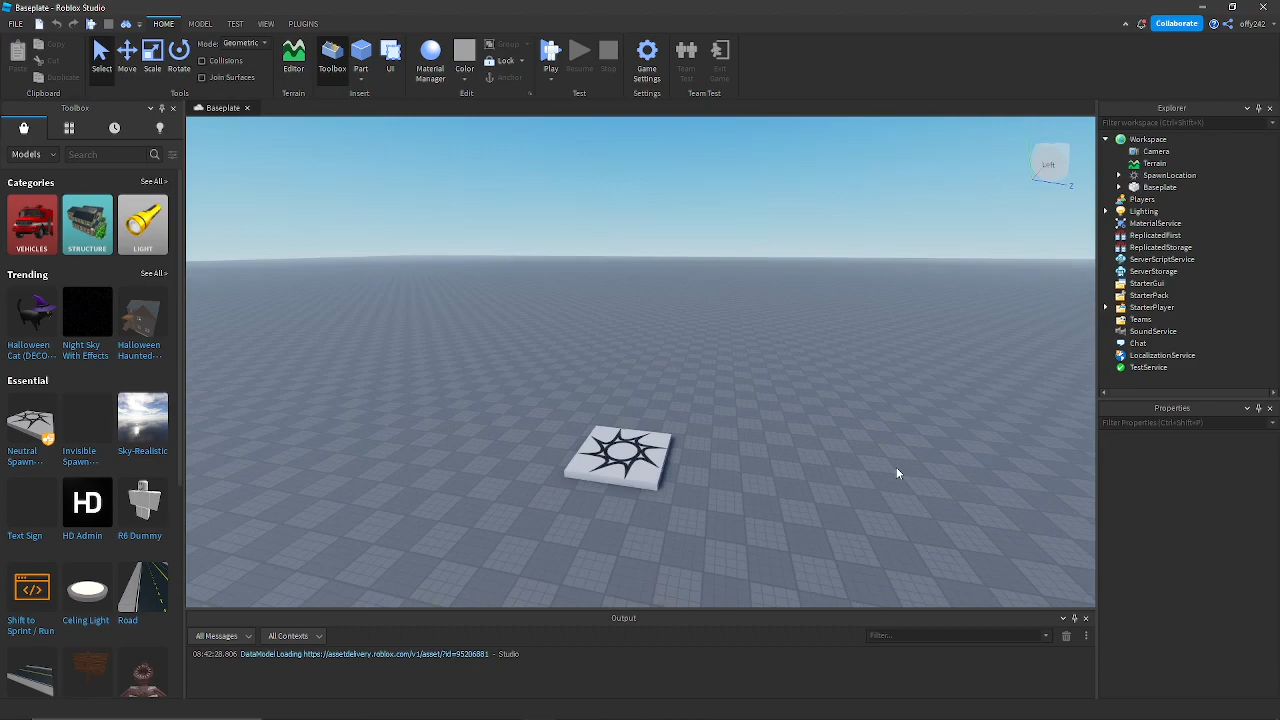 Baseplate - Roblox Studio
FILE HOME MODEL TEST VIEW PLUGINS Collaborate offy242
Paste Copy Cut Duplicate Select Move Scale Rotate Mode: Geometric Collisions Join Surfaces Editor Toolbox Part UI Material Manager Color Group Lock Anchor Play Resume Stop Game Settings Team Test Exit Game
Clipboard Tools Terrain Insert Edit Test Settings Team Test
Toolbox
Models Search
Categories See All >
VEHICLES STRUCTURE LIGHT
Trending See All >
Halloween Night Sky Halloween
Cat (DECO... With Effects Haunted...
Essential See All >
Neutral Invisible Sky-Realistic
Spawn... Spawn...
Text Sign HD Admin R6 Dummy
HD
Shift to Celing Light Road
Sprint / Run
Baseplate
Left
Z
Output
All Messages All Contexts Filter...
08:42:28.806 DataModel Loading https://assetdelivery.roblox.com/v1/asset/?id=95206881 - Studio
Explorer
Filter workspace (Ctrl+Shift+X)
Workspace
Camera
Terrain
SpawnLocation
Baseplate
Players
Lighting
MaterialService
ReplicatedFirst
ReplicatedStorage
ServerScriptService
ServerStorage
StarterGui
StarterPack
StarterPlayer
Teams
SoundService
Chat
LocalizationService
TestService
Properties
Filter Properties (Ctrl+Shift+P)